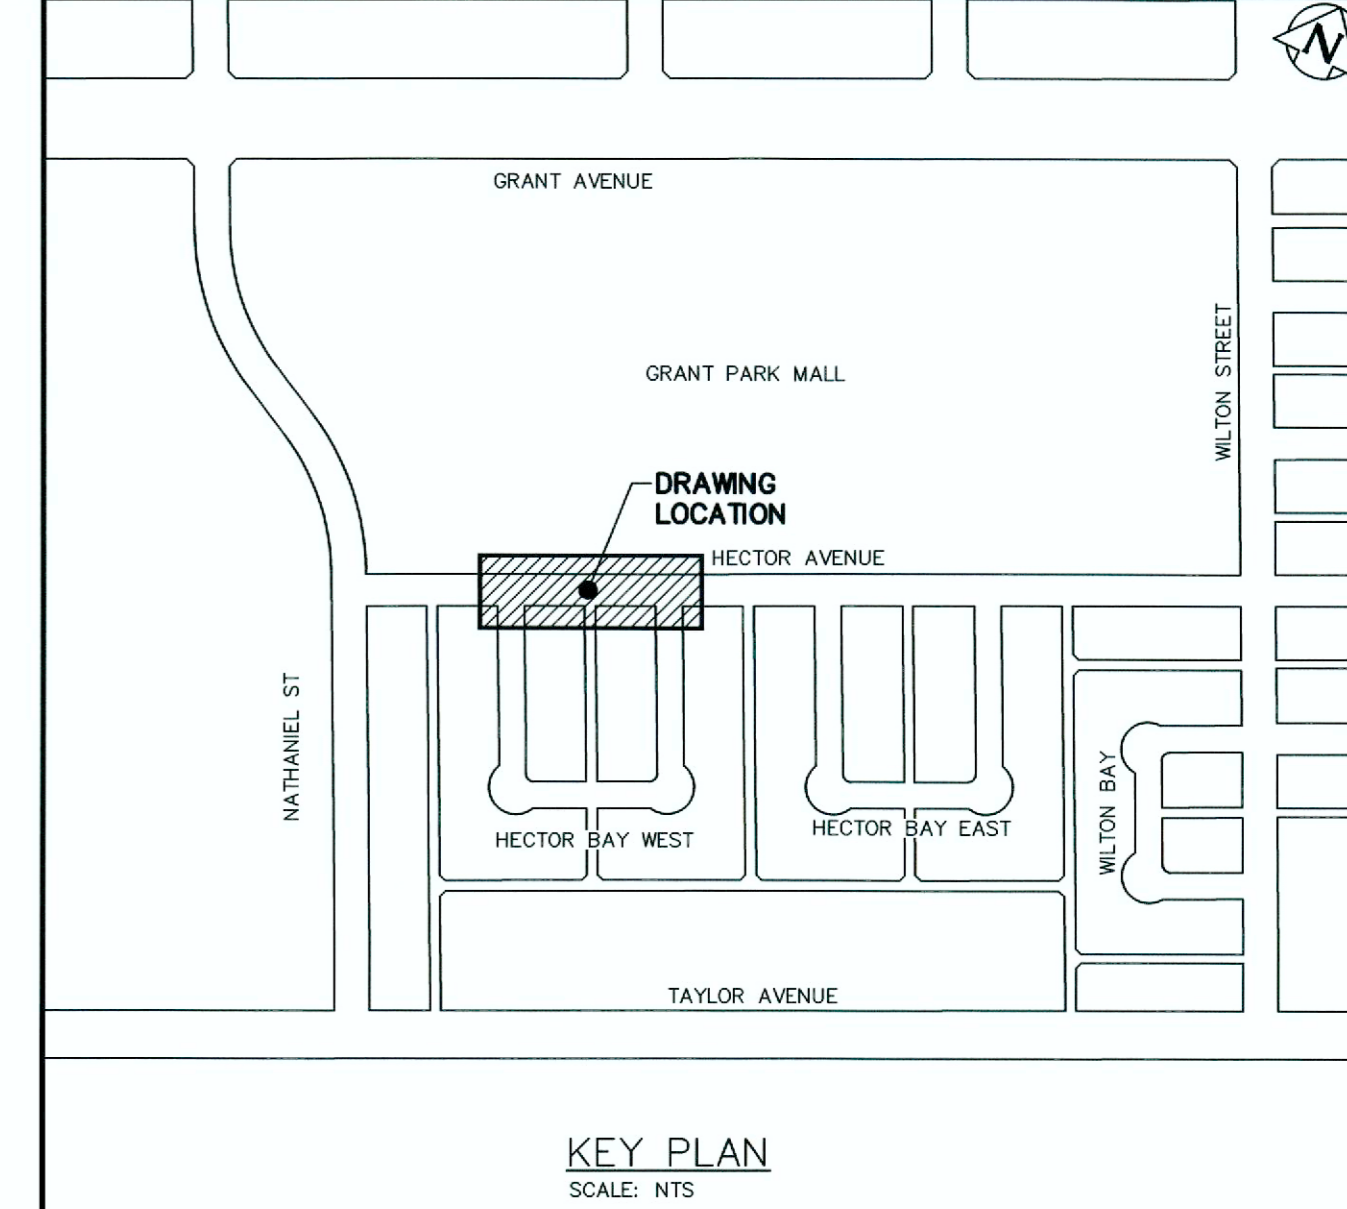 N
GRANT AVENUE
WILTON STREET
GRANT PARK MALL
DRAWING
LOCATION
HECTOR AVENUE
NATHANIEL ST
WILTON BAY
HECTOR BAY EAST
HECTOR BAY WEST
TAYLOR AVENUE
KEY PLAN
SCALE: NTS